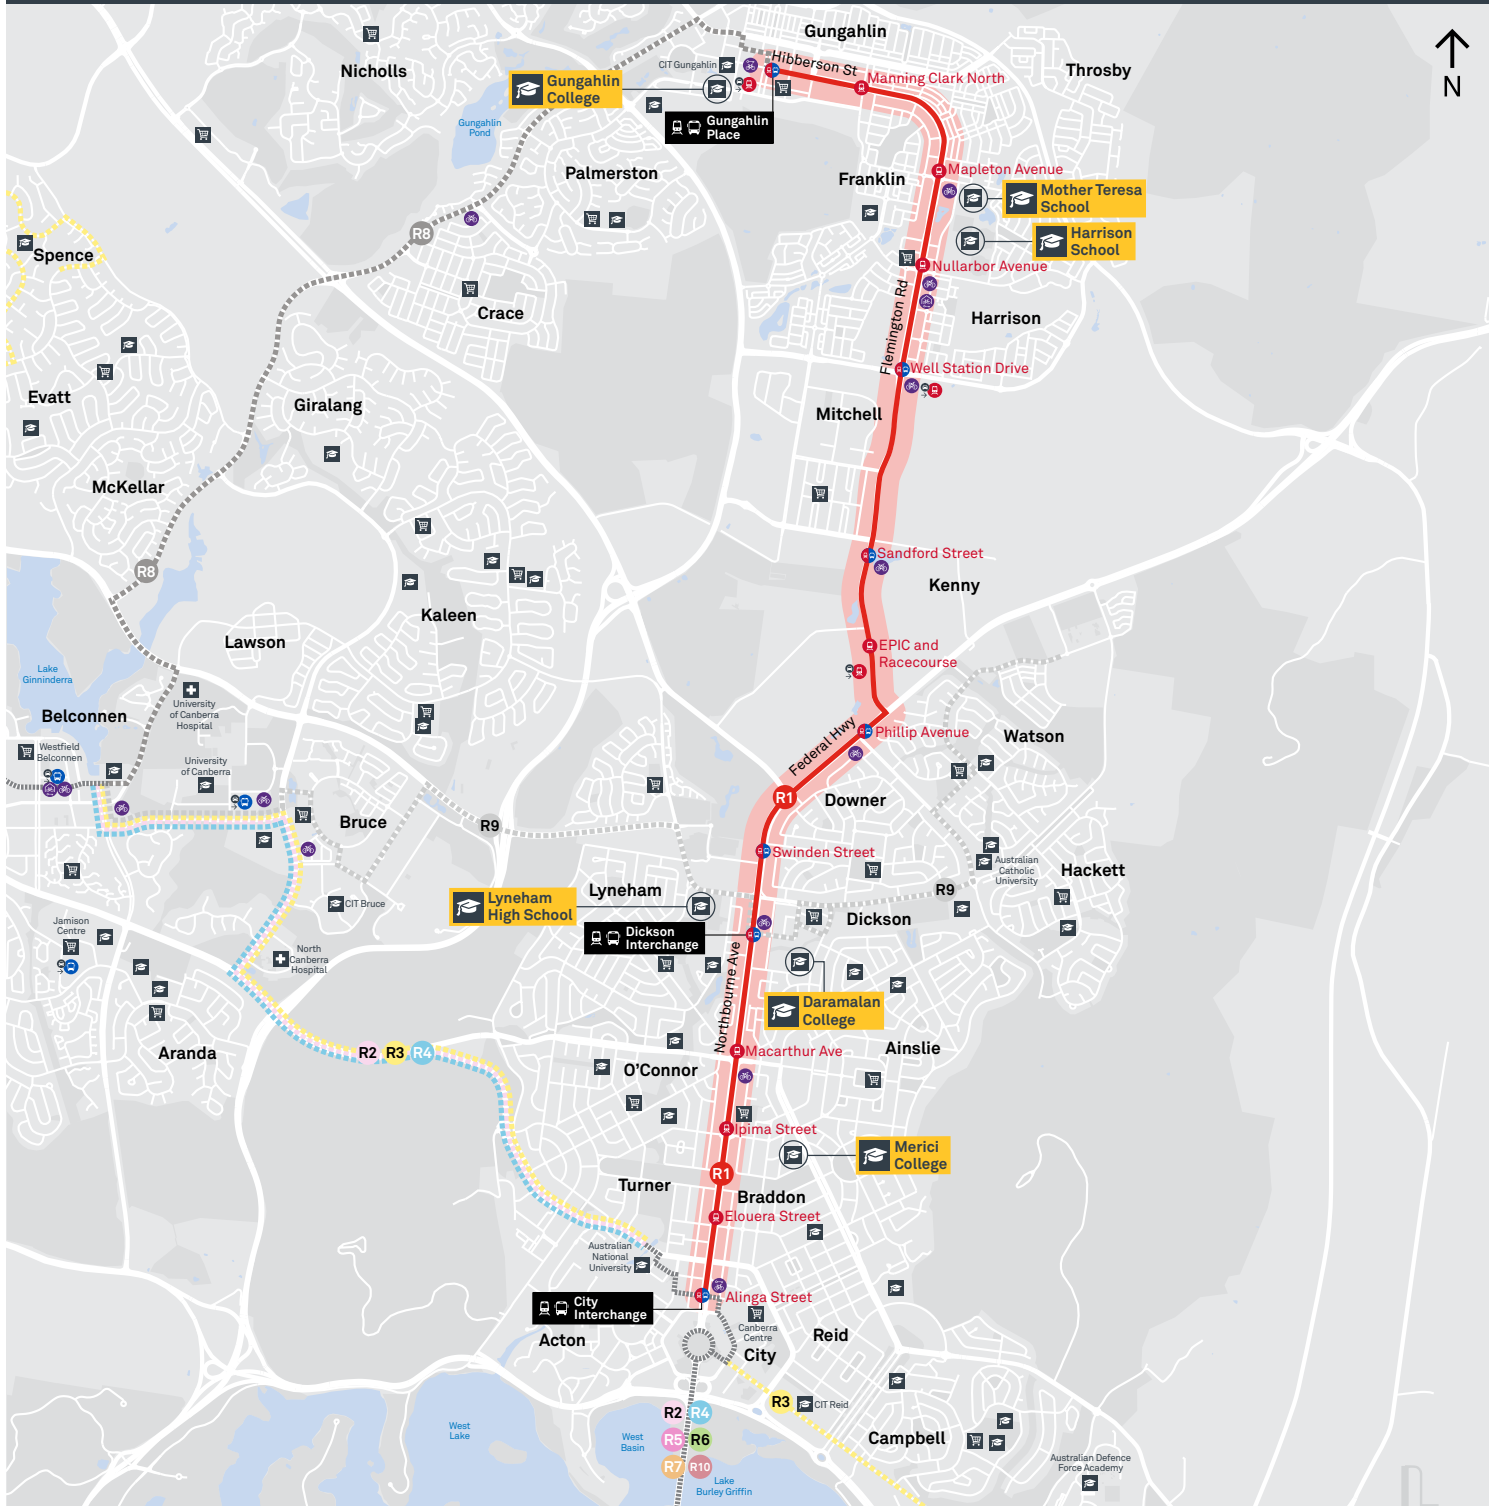 Gungahlin
Nicholls
CIT Gungahlin
Hibberson St
Throsby
Manning Clark North
Gungahlin
College
N
Gungahlin
Pond
Gungahlin
Place
Palmerston
Franklin
Mapleton Avenue
Mother Teresa
School
R8
Harrison
School
Spence
Nullarbor Avenue
Crace
Flemington Rd
Harrison
Well Station Drive
Evatt
Giralang
Mitchell
McKellar
Sandford Street
R8
Kenny
Kaleen
Lawson
EPIC and
Racecourse
Lake
Ginninderra
University
of Canberra
Hospital
Belconnen
Federal Hwy
Phillip Avenue
Watson
Westfield
Belconnen
University
of Canberra
R1
Downer
Bruce
R9
Swinden Street
Australian
Catholic
University
Hackett
Lyneham
High School
Lyneham
R9
CIT Bruce
Dickson
Jamison
Centre
Dickson
Interchange
North
Canberra
Hospital
Northbourne Ave
Daramalan
College
Aranda
R2
R3
R4
Macarthur Ave
Ainslie
O'Connor
Ipima Street
Merici
College
R1
Turner
Braddon
Elouera Street
Australian
National
University
Alinga Street
City
Interchange
Canberra
Centre
Acton
Reid
City
R3
CIT Reid
R2
R4
West
Lake
West
Basin
R5
R6
Campbell
R7
R10
Australian Defence
Force Academy
Lake
Burley Griffin